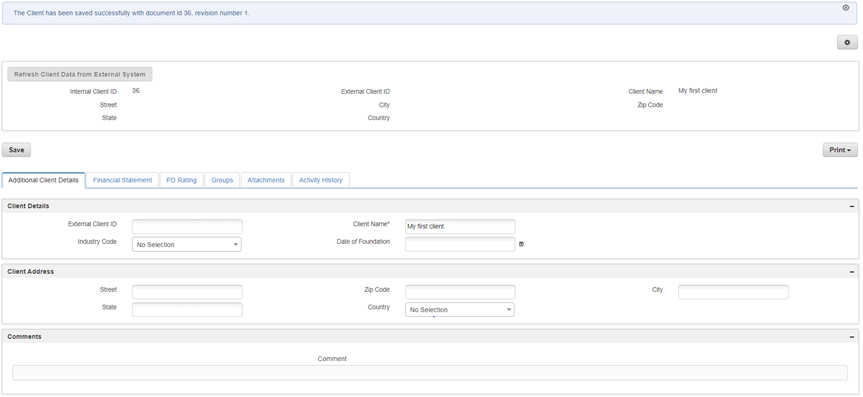 The Client has been saved successfully with document id 36, revision number 1.
Refresh Client Data from External System
Internal Client ID 36 External Client ID Client Name My first client
Street City Zip Code
State Country
Save Print
Additional Client Details Financial Statement PD Rating Groups Attachments Activity History
Client Details
External Client ID Client Name* My first client
Industry Code No Selection Date of Foundation
Client Address
Street Zip Code City
State Country No Selection
Comments
Comment